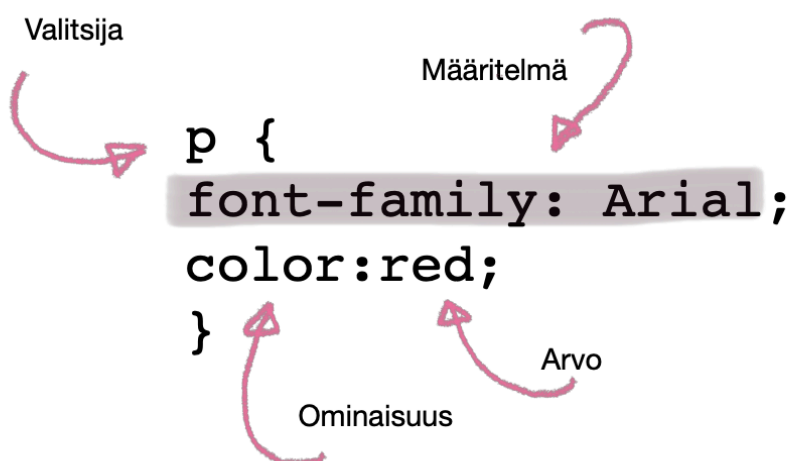 Valitsija
Määritelmä
p {
font-family: Arial;
color:red;
}
Arvo
Ominaisuus